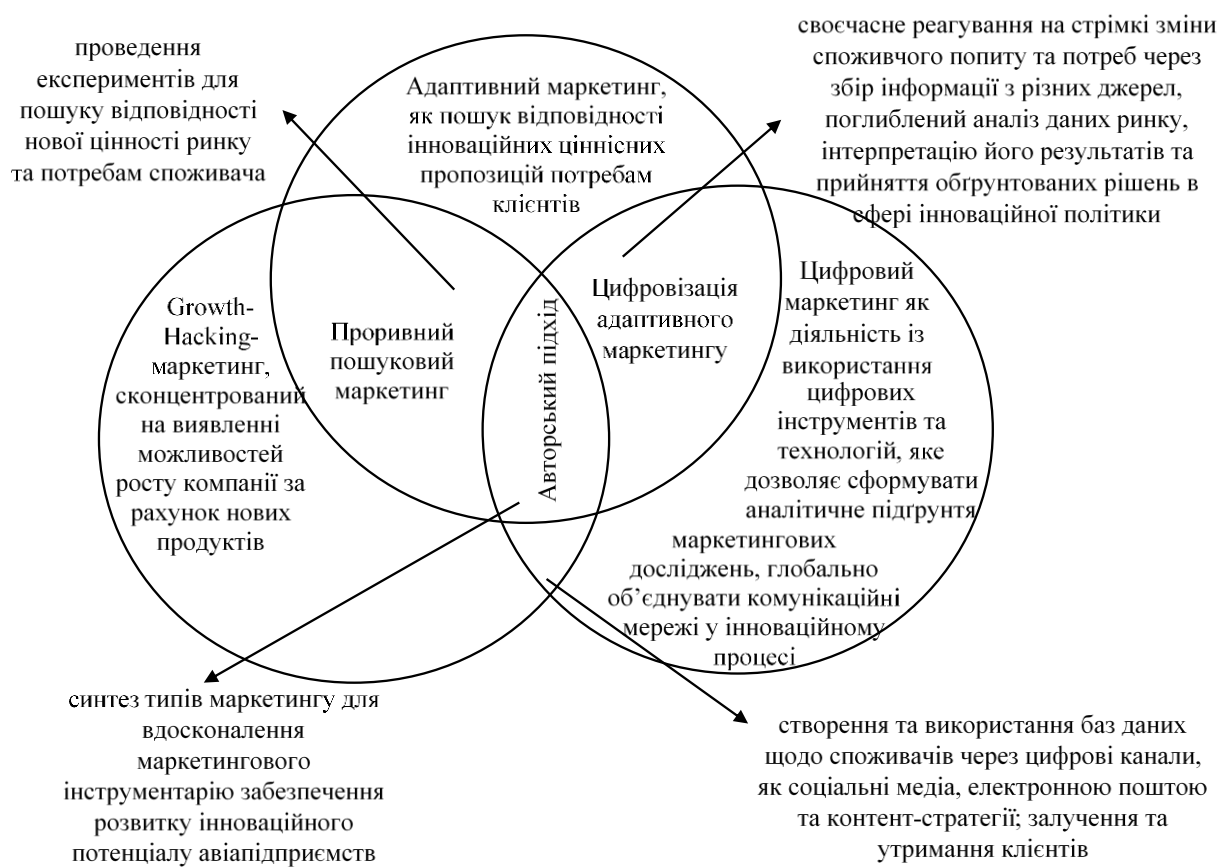 проведення
експериментів для
пошуку відповідності
нової цінності ринку
та потребам споживача
Адаптивний маркетинг,
як пошук відповідності
інноваційних ціннісних
пропозицій потребам
клієнтів
своєчасне реагування на стрімкі зміни
споживчого попиту та потреб через
збір інформації з різних джерел,
поглиблений аналіз даних ринку,
інтерпретацію його результатів та
прийняття обґрунтованих рішень в
сфері інноваційної політики
Growth-
Hacking-
маркетинг,
сконцентрований
на виявленні
можливостей
росту компанії за
рахунок нових
продуктів
Проривний
пошуковий
маркетинг
Авторський підхід
Цифровізація
адаптивного
маркетингу
Цифровий
маркетинг як
діяльність із
використання
цифрових
інструментів та
технологій, яке
дозволяє сформувати
аналітичне підґрунтя
маркетингових
досліджень, глобально
об’єднувати комунікаційні
мережі у інноваційному
процесі
синтез типів маркетингу для
вдосконалення
маркетингового
інструментарію забезпечення
розвитку інноваційного
потенціалу авіапідприємств
створення та використання баз даних
щодо споживачів через цифрові канали,
як соціальні медіа, електронною поштою
та контент-стратегії; залучення та
утримання клієнтів